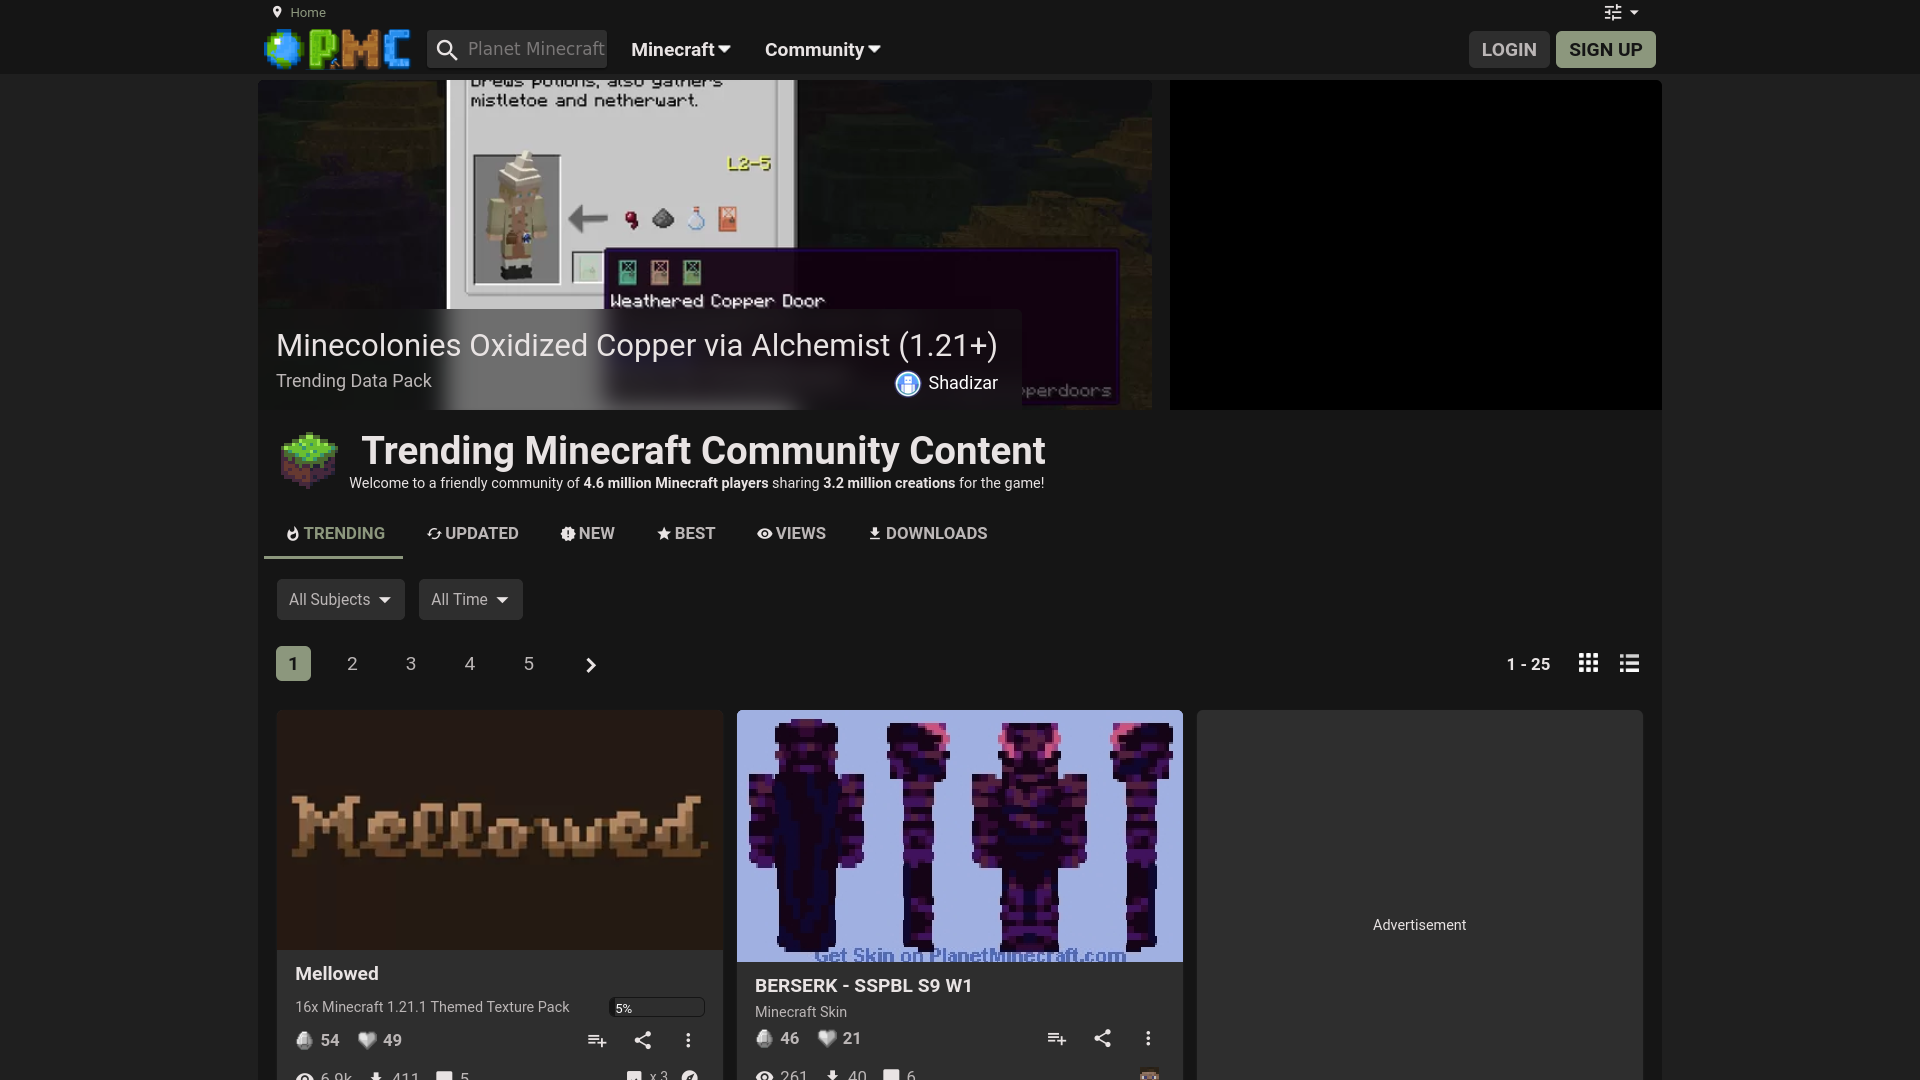 Home
PMC
Planet Minecraft
Minecraft
Community
LOGIN
SIGN UP
brews potions, also gathers
mistletoe and netherwart.
L2-5
Weathered Copper Door
Minecolonies Oxidized Copper via Alchemist (1.21+)
Trending Data Pack
Shadizar
pperdoors
Trending Minecraft Community Content
Welcome to a friendly community of 4.6 million Minecraft players sharing 3.2 million creations for the game!
TRENDING
UPDATED
NEW
BEST
VIEWS
DOWNLOADS
All Subjects
All Time
1 2 3 4 5
1 - 25
Mellowed
Get Skin on PlanetMinecraft.com
Advertisement
Mellowed
16x Minecraft 1.21.1 Themed Texture Pack
5%
54 49
6.9k 411 5
x 3
BERSERK - SSPBL S9 W1
Minecraft Skin
46 21
261 40 6